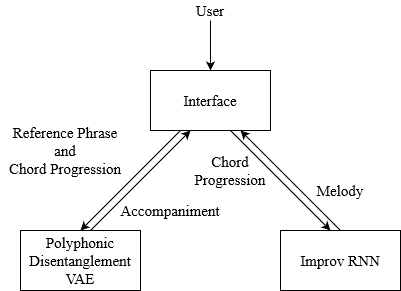 User
Interface
Reference Phrase
and
Chord Progression
Chord
Progression
Melody
Accompaniment
Polyphonic
Disentanglement
VAE
Improv RNN